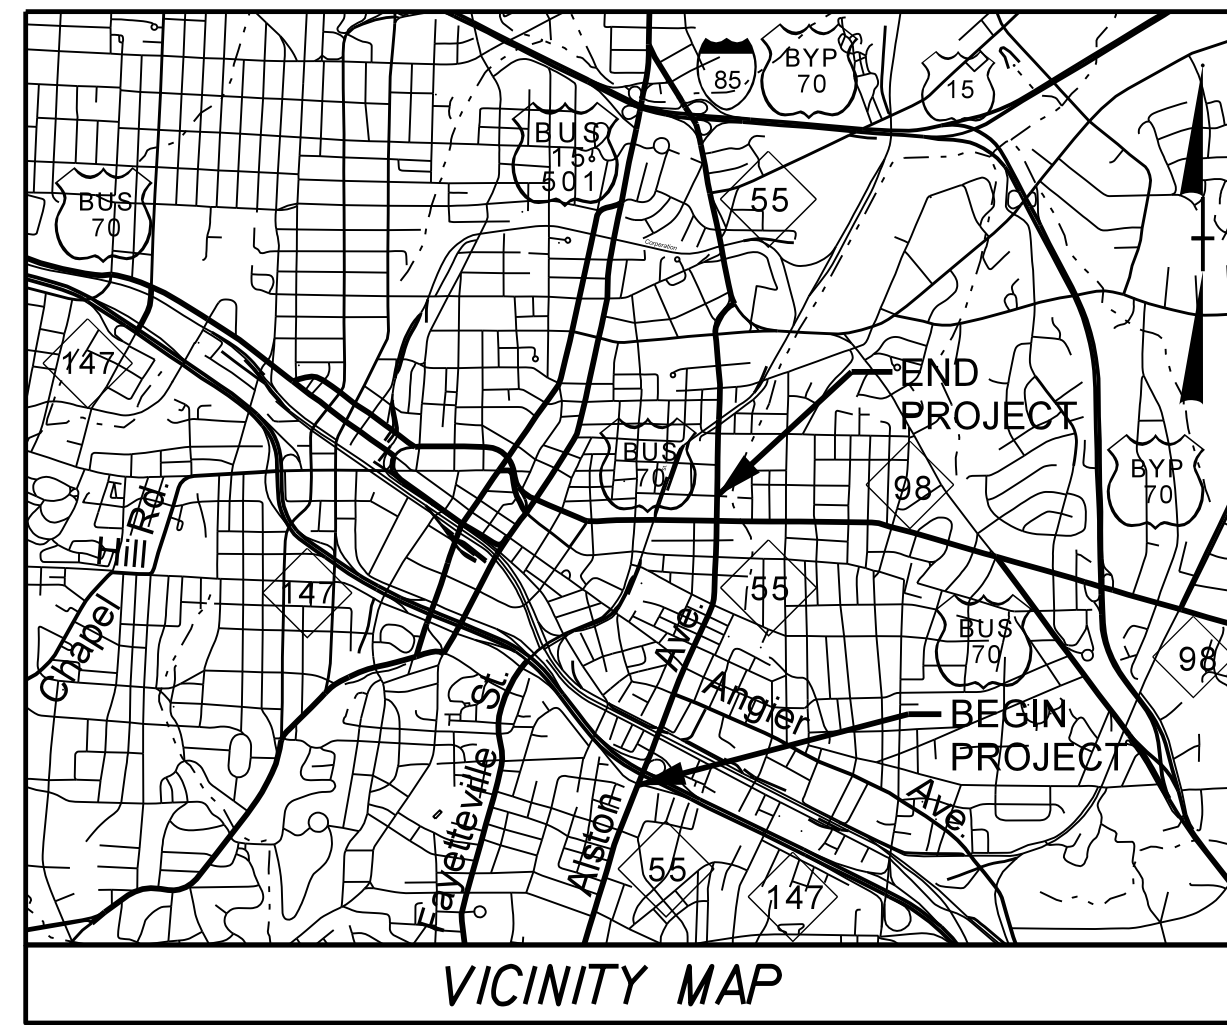 85
BYP
70
15
BUS
15
501
BUS
70
55
Corporation
147
END
PROJECT
BUS
70
98
BYP
70
Hill Rd.
Chapel
147
55
Ave.
BUS
70
98
Angier
St.
BEGIN
PROJECT
Fayetteville
Ave.
Alston
55
147
VICINITY MAP